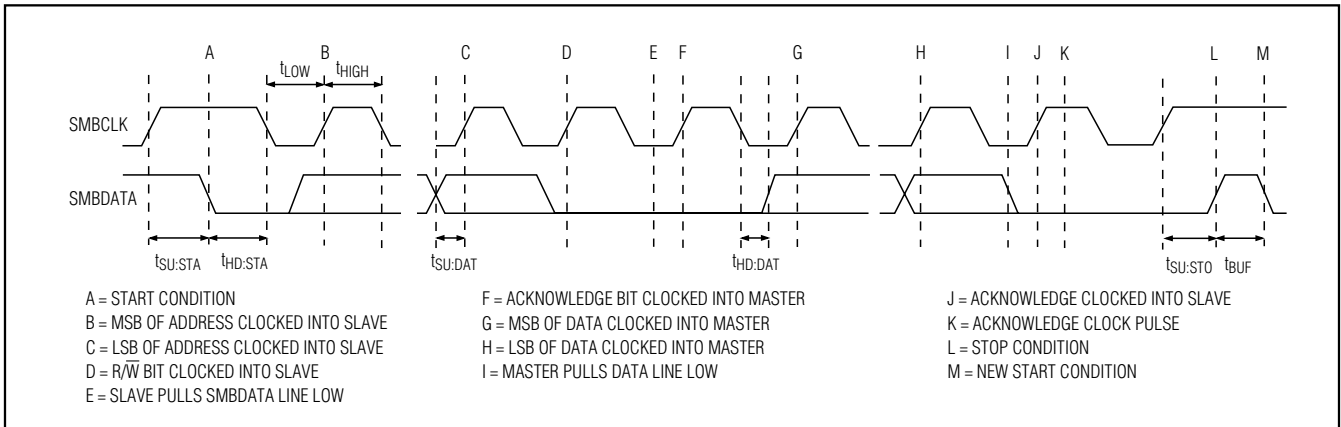 A B C D E F G H I J K L M
tLOW tHIGH
SMBCLK
SMBDATA
tSU:STA tHD:STA tSU:DAT tHD:DAT tSU:STO tBUF
A = START CONDITION
B = MSB OF ADDRESS CLOCKED INTO SLAVE
C = LSB OF ADDRESS CLOCKED INTO SLAVE
D = R/W̅ BIT CLOCKED INTO SLAVE
E = SLAVE PULLS SMBDATA LINE LOW
F = ACKNOWLEDGE BIT CLOCKED INTO MASTER
G = MSB OF DATA CLOCKED INTO MASTER
H = LSB OF DATA CLOCKED INTO MASTER
I = MASTER PULLS DATA LINE LOW
J = ACKNOWLEDGE CLOCKED INTO SLAVE
K = ACKNOWLEDGE CLOCK PULSE
L = STOP CONDITION
M = NEW START CONDITION